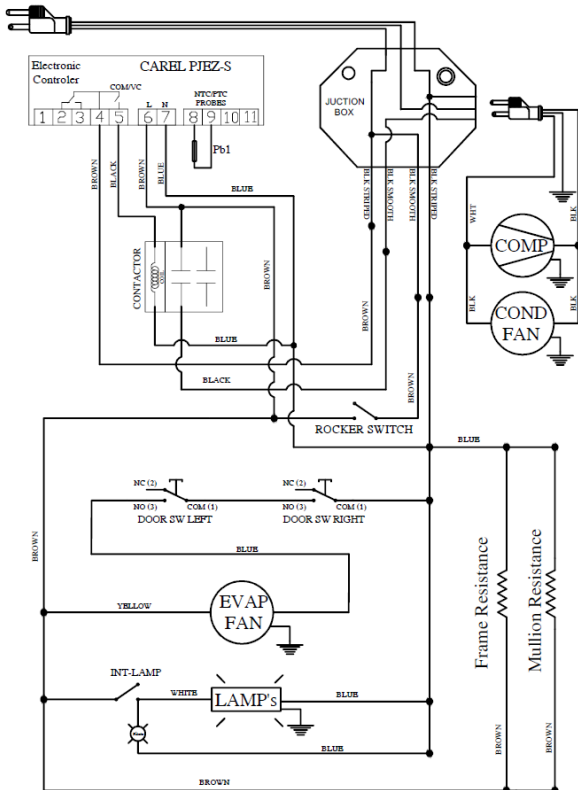 Electronic
Controler
CAREL PJEZ-S
COM/VC
L N
NTC/PTC
PROBES
1 2 3 4 5 6 7 8 9 10 11
JUCTION
BOX
BROWN
BLACK
BROWN
BLUE
Pb1
BLUE
BLK STRIPED
BLK SMOOTH
BLK SMOOTH
BLK STRIPED
WHT
BLK
COMP
BLK
BLK
COND
FAN
CONTACTOR
COIL
BROWN
BLUE
BROWN
BLACK
BROWN
ROCKER SWITCH
BLUE
NC (2)
NC (2)
NO (3)
COM (1)
NO (3)
COM (1)
DOOR SW LEFT
DOOR SW RIGHT
BROWN
BLUE
YELLOW
EVAP
FAN
Frame Resistance
Mullion Resistance
INT-LAMP
WHITE
LAMP's
BLUE
BLUE
BROWN
BROWN
BROWN